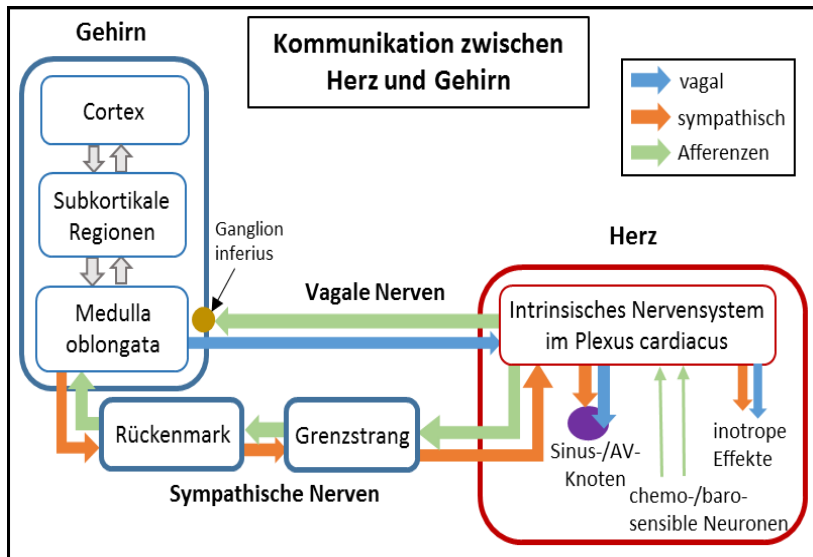 Gehirn
Kommunikation zwischen
Herz und Gehirn
vagal
sympathisch
Afferenzen
Cortex
Subkortikale
Regionen
Ganglion
inferius
Medulla
oblongata
Vagale Nerven
Herz
Intrinsisches Nervensystem
im Plexus cardiacus
Rückenmark
Grenzstrang
Sympathische Nerven
Sinus-/AV-
Knoten
chemo-/baro-
sensible Neuronen
inotrope
Effekte